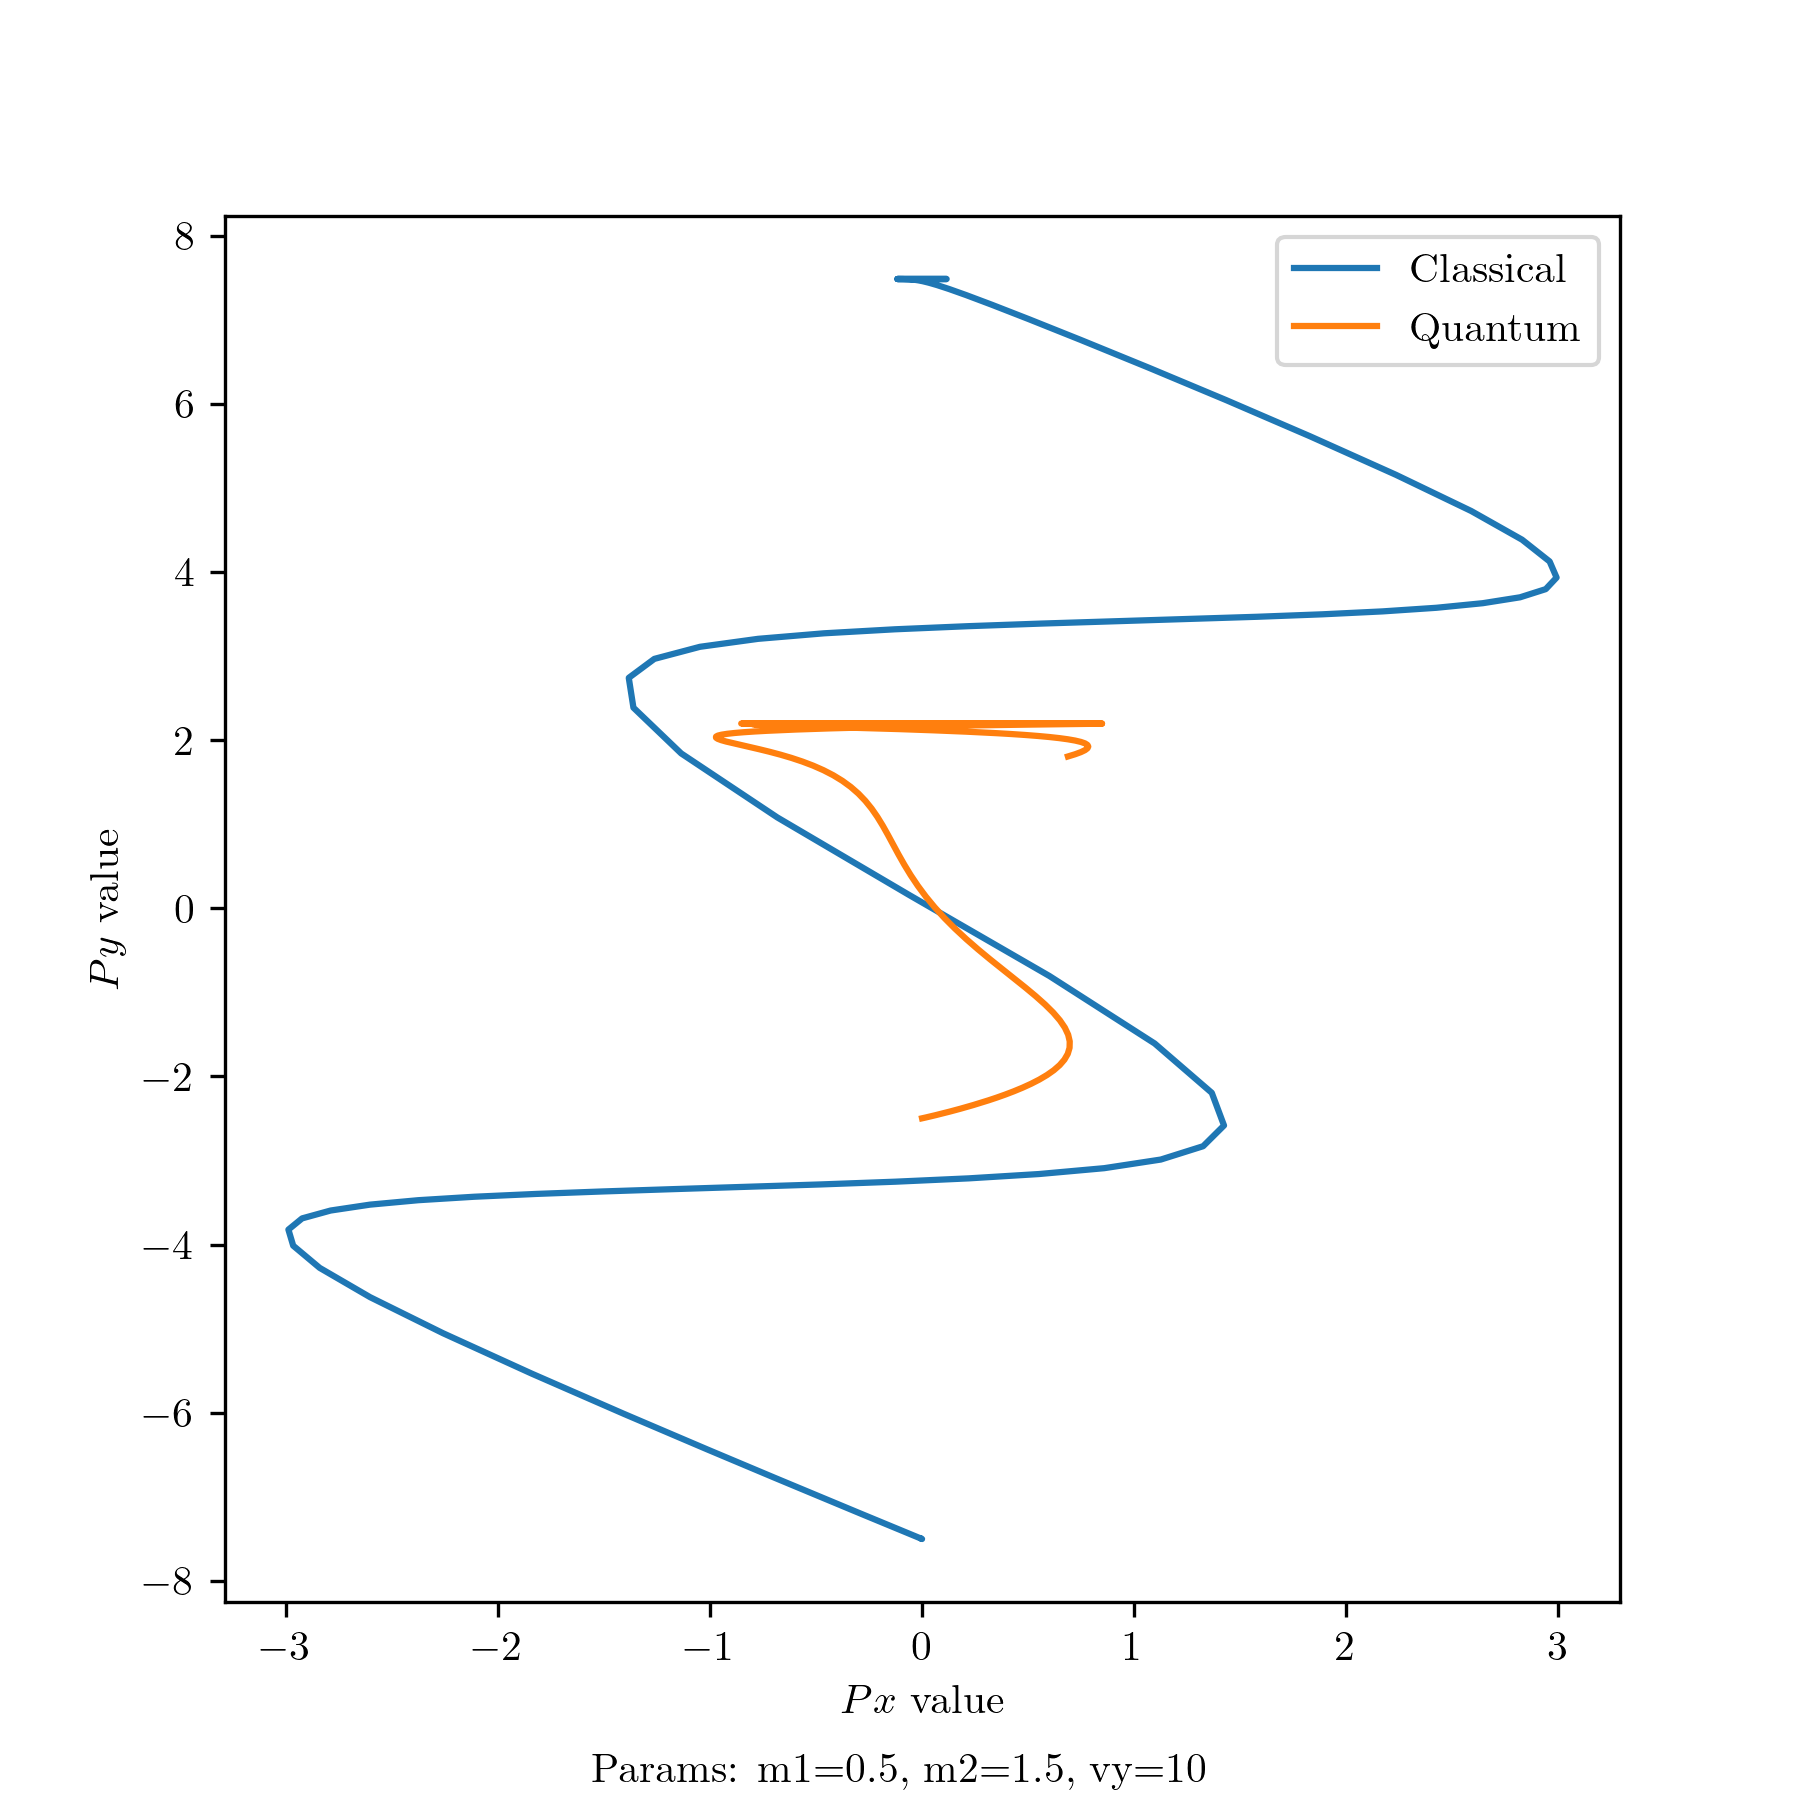 Classical
Quantum
8
6
4
2
0
−2
−4
−6
−8
Py value
−3 −2 −1 0 1 2 3
Px value
Params: m1=0.5, m2=1.5, vy=10